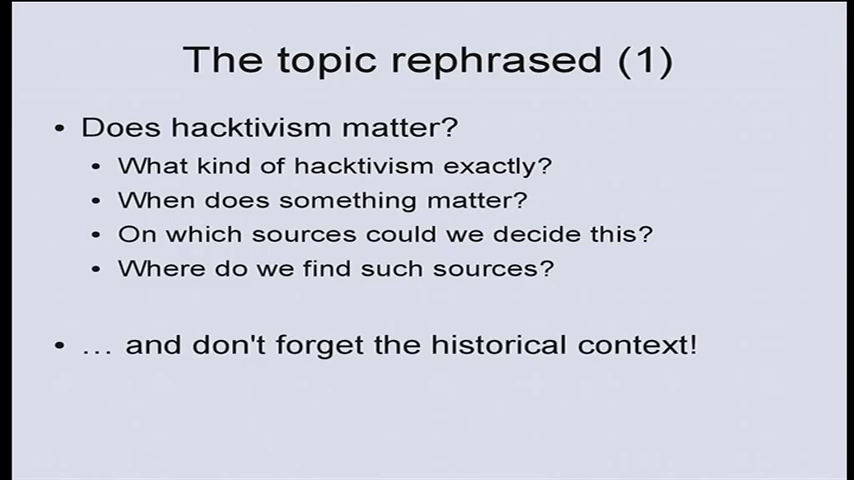 The topic rephrased (1)
• Does hacktivism matter?
• What kind of hacktivism exactly?
• When does something matter?
• On which sources could we decide this?
• Where do we find such sources?
• … and don't forget the historical context!